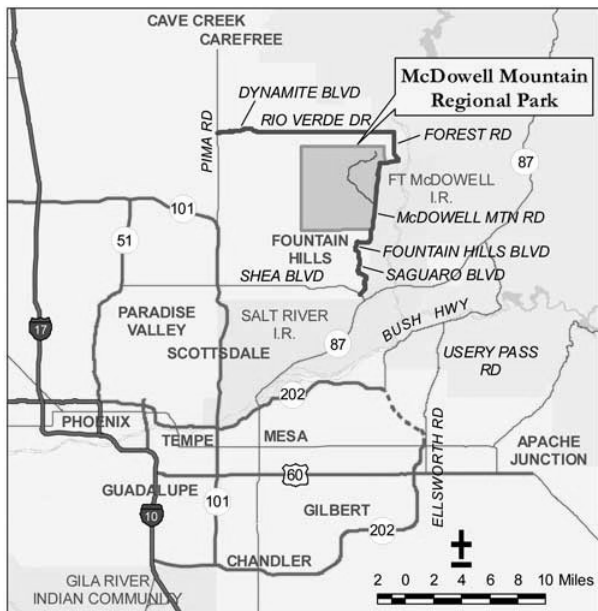 CAVE CREEK
CAREFREE
McDowell Mountain
Regional Park
DYNAMITE BLVD
RIO VERDE DR
FOREST RD
PIMA RD
87
FT McDOWELL
I.R.
101
McDOWELL MTN RD
51
FOUNTAIN
HILLS
FOUNTAIN HILLS BLVD
SHEA BLVD
SAGUARO BLVD
17
PARADISE
VALLEY
SALT RIVER
I.R.
BUSH HWY
87
SCOTTSDALE
USERY PASS
RD
202
PHOENIX
TEMPE
MESA
ELLSWORTH RD
APACHE
JUNCTION
60
GUADALUPE
101
GILBERT
10
202
CHANDLER
GILA RIVER
INDIAN COMMUNITY
2 0 2 4 6 8 10 Miles